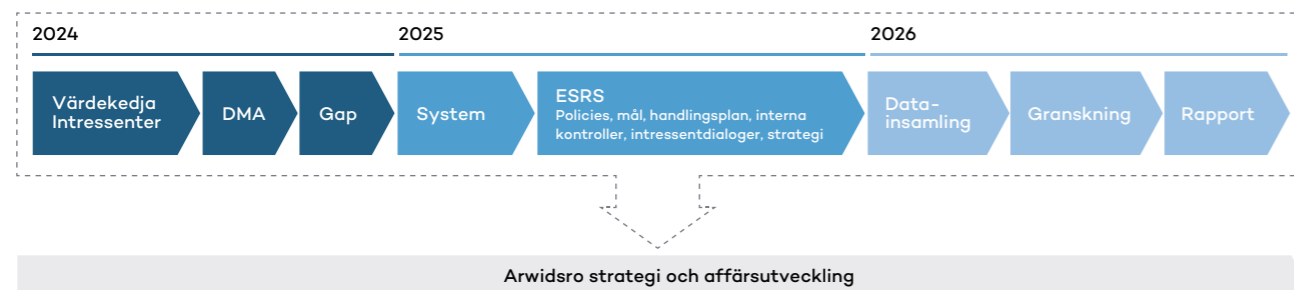 2024
2025
2026
Värdekedja
Intressenter
DMA
Gap
System
ESRS
Policies, mål, handlingsplan, interna
kontroller, intressentdialoger, strategi
Data-
insamling
Granskning
Rapport
Arwidsro strategi och affärsutveckling